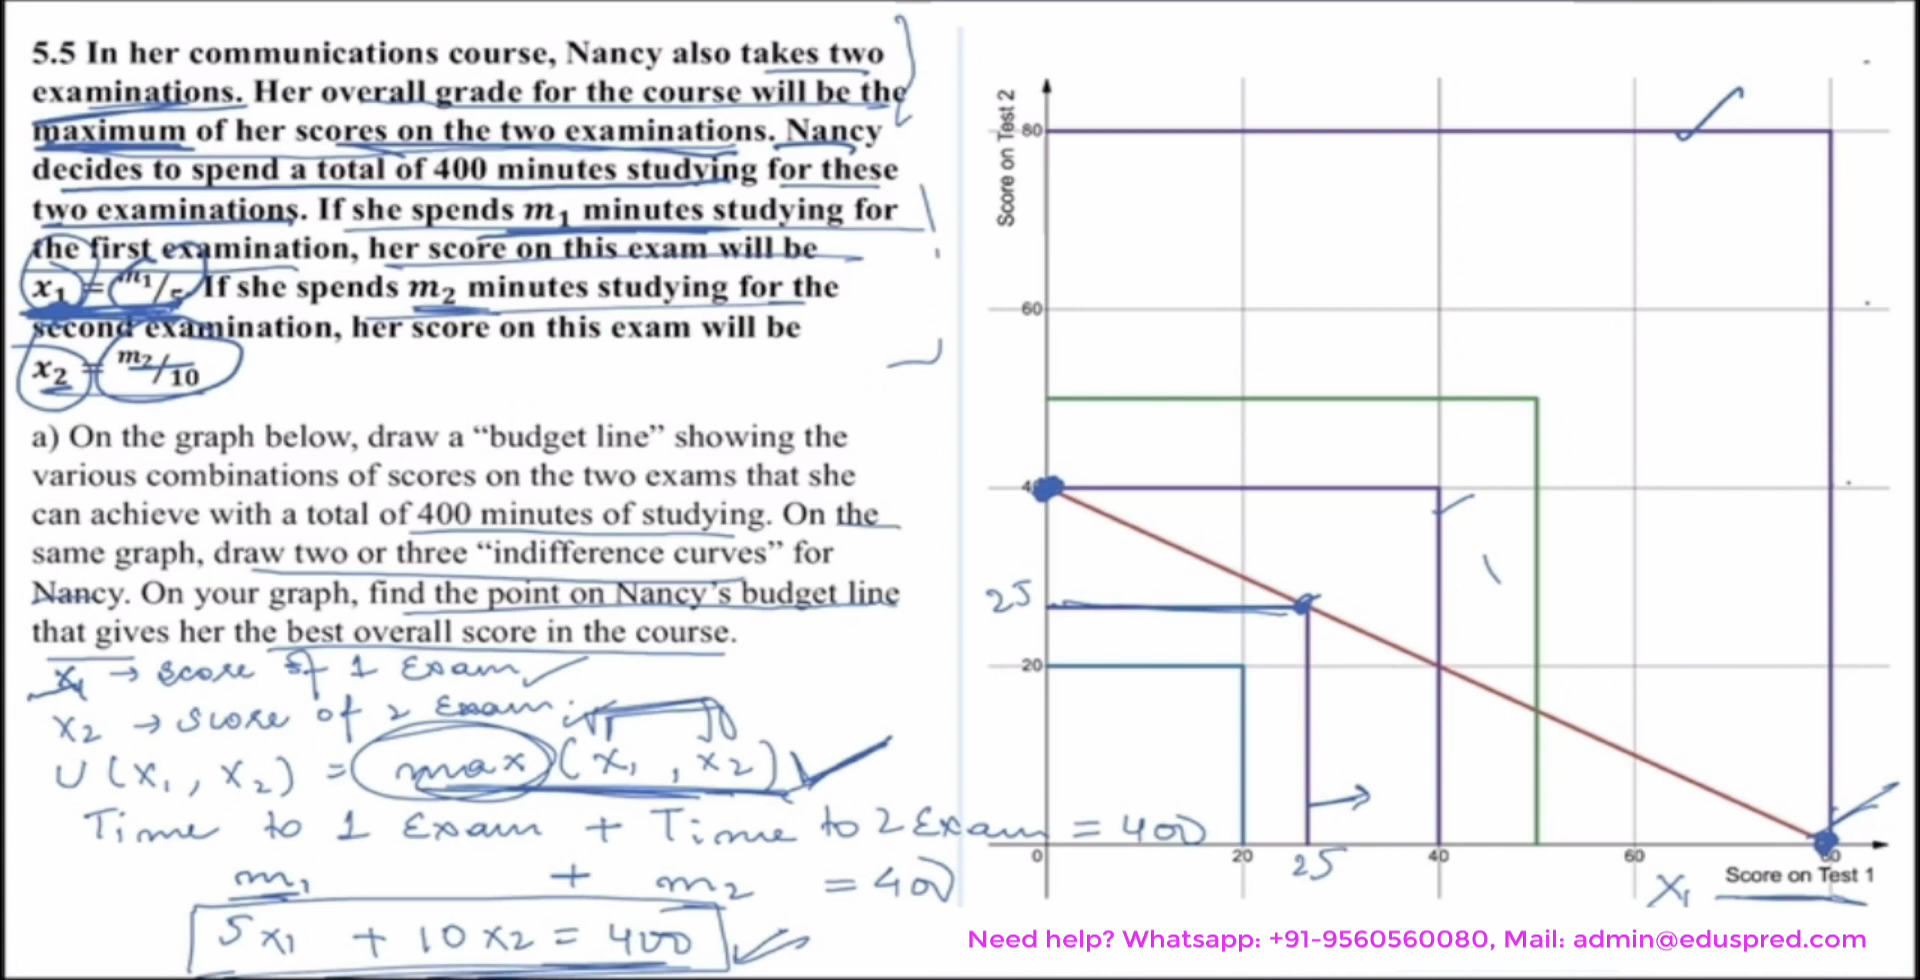 5.5 In her communications course, Nancy also takes two
examinations. Her overall grade for the course will be the
maximum of her scores on the two examinations. Nancy
decides to spend a total of 400 minutes studying for these
two examinations. If she spends m₁ minutes studying for
the first examination, her score on this exam will be
x₁ = m₁/5. If she spends m₂ minutes studying for the
second examination, her score on this exam will be
x₂ = m₂/10
a) On the graph below, draw a “budget line” showing the
various combinations of scores on the two exams that she
can achieve with a total of 400 minutes of studying. On the
same graph, draw two or three “indifference curves” for
Nancy. On your graph, find the point on Nancy’s budget line
that gives her the best overall score in the course.
x₁ → score of 1 Exam
x₂ → score of 2 Exam
U(x₁, x₂) = max(x₁, x₂)
Time to 1 Exam + Time to 2 Exam = 400
m₁ + m₂ = 400
5x₁ + 10x₂ = 400
Score on Test 2
80
60
25
20
0
20
25
40
60
x₁
Score on Test 1
Need help? Whatsapp: +91-9560560080, Mail: admin@eduspred.com